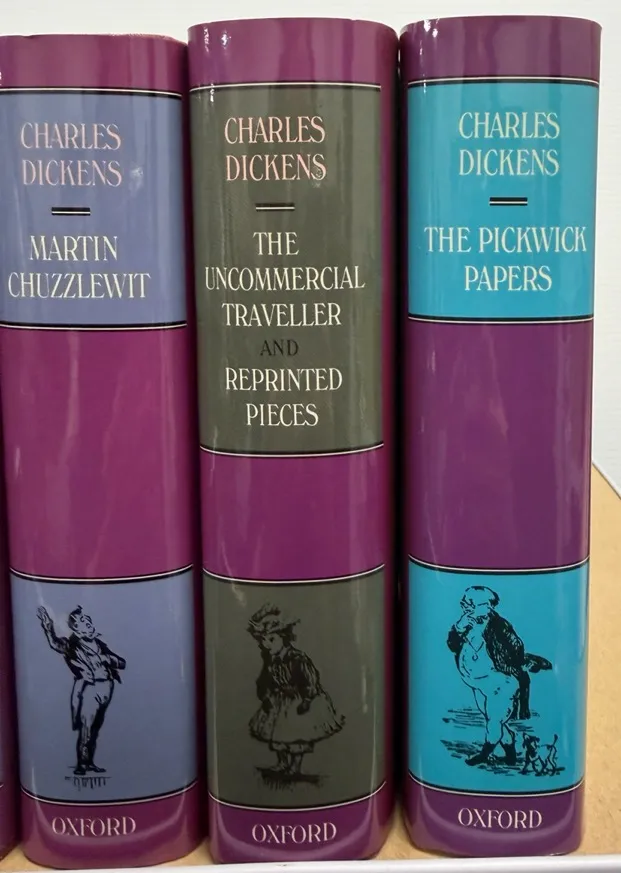 CHARLES
DICKENS
MARTIN
CHUZZLEWIT
OXFORD
CHARLES
DICKENS
THE
UNCOMMERCIAL
TRAVELLER
AND
REPRINTED
PIECES
OXFORD
CHARLES
DICKENS
THE PICKWICK
PAPERS
OXFORD